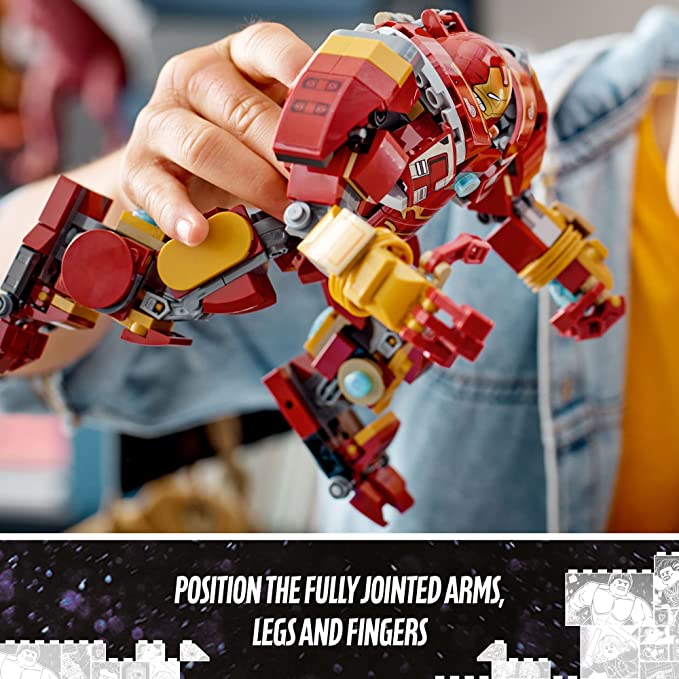 POSITION THE FULLY JOINTED ARMS,
LEGS AND FINGERS